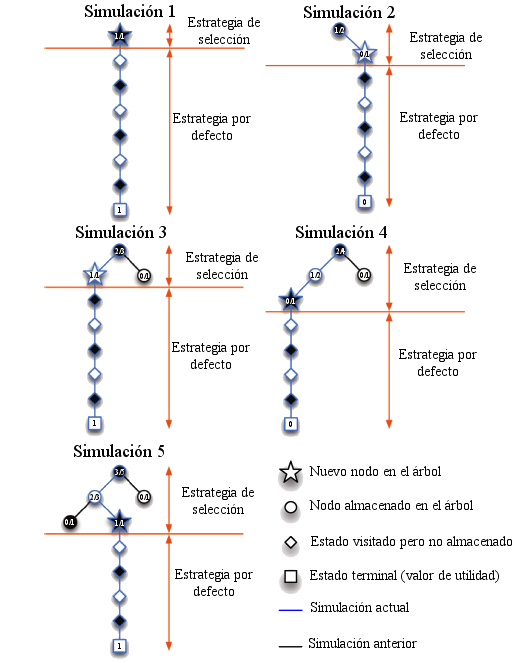 Simulación 1
1/1
Estrategia de
selección
Estrategia por
defecto
1
Simulación 2
1/2
0/1
Estrategia de
selección
Estrategia por
defecto
0
Simulación 3
2/3
1/1
0/1
Estrategia de
selección
Estrategia por
defecto
1
Simulación 4
2/4
1/2
0/1
0/1
Estrategia de
selección
Estrategia por
defecto
0
Simulación 5
3/5
2/3
0/1
0/1
1/1
Estrategia de
selección
Estrategia por
defecto
1
Nuevo nodo en el árbol
Nodo almacenado en el árbol
Estado visitado pero no almacenado
Estado terminal (valor de utilidad)
Simulación actual
Simulación anterior